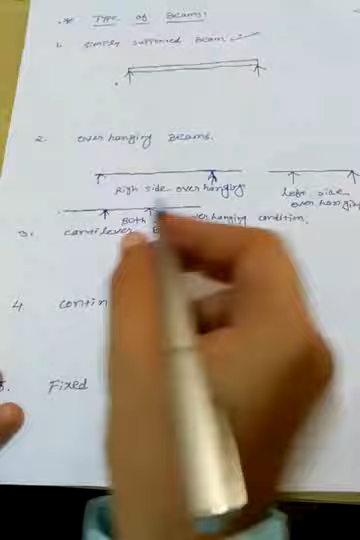 * Type of Beams:
1. simply supported Beam
2. over hanging Beams.
Righ side over hanging
left side
over hanging
Both over hanging condition.
3. cantilever
4. contin
5. Fixed